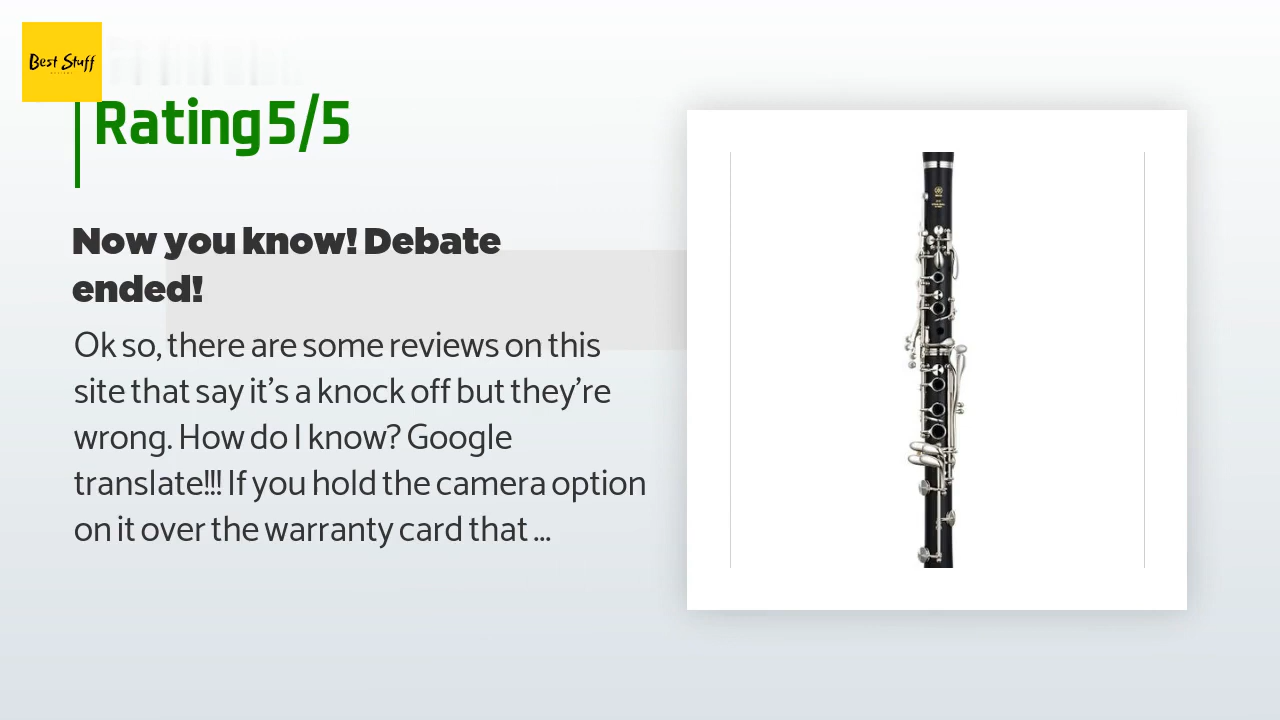 Best Stuff
Rating 5/5
Now you know! Debate
ended!
Ok so, there are some reviews on this
site that say it's a knock off but they're
wrong. How do I know? Google
translate!!! If you hold the camera option
on it over the warranty card that ...